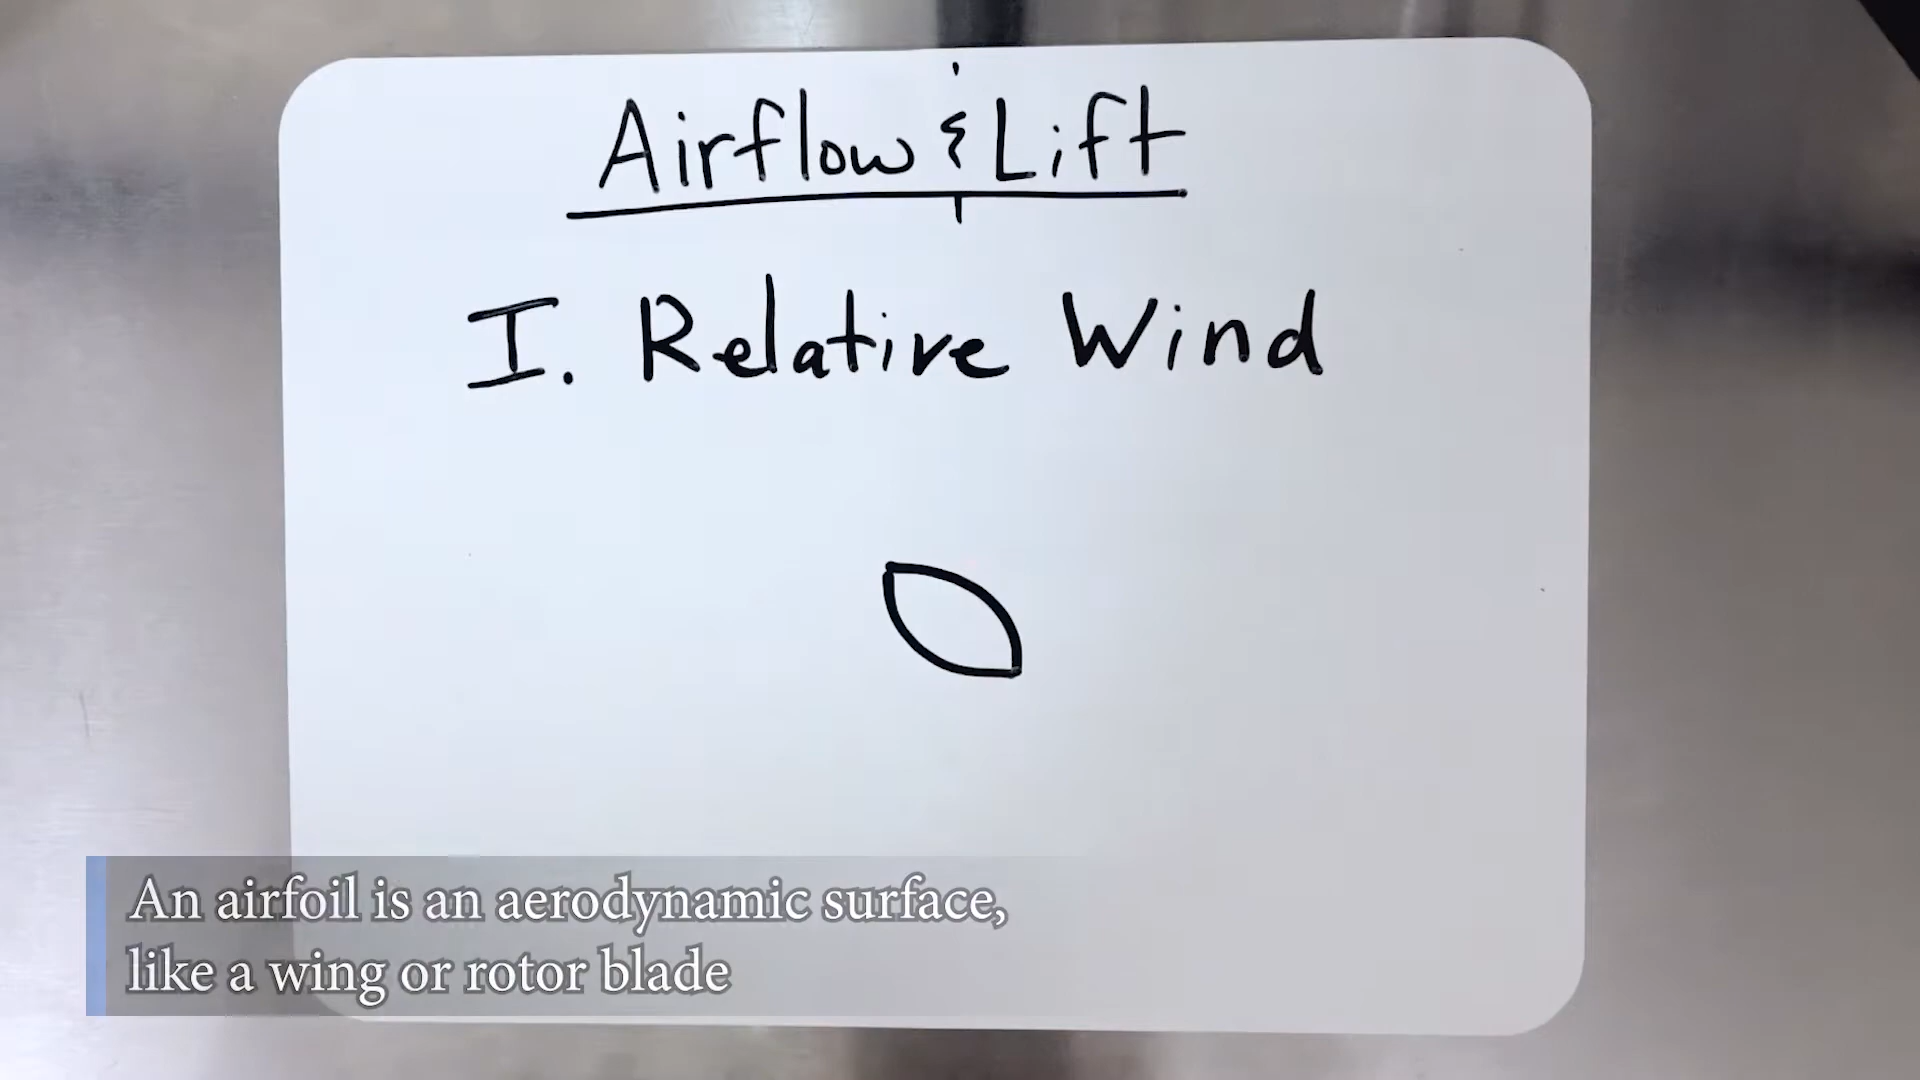 Airflow & Lift
I. Relative Wind
An airfoil is an aerodynamic surface,
like a wing or rotor blade